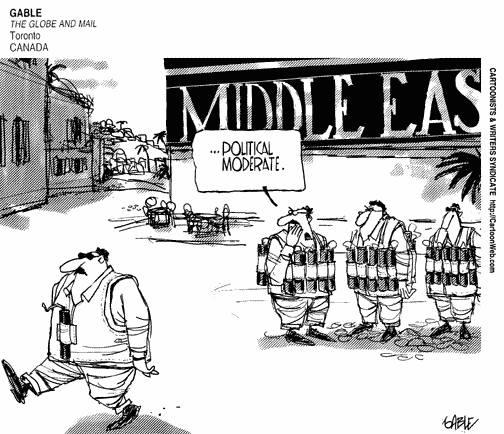 GABLE
THE GLOBE AND MAIL
Toronto
CANADA
MIDDLE EAS
...POLITICAL
MODERATE.
CARTOONISTS & WRITERS SYNDICATE http://CartoonWeb.com
GABLE